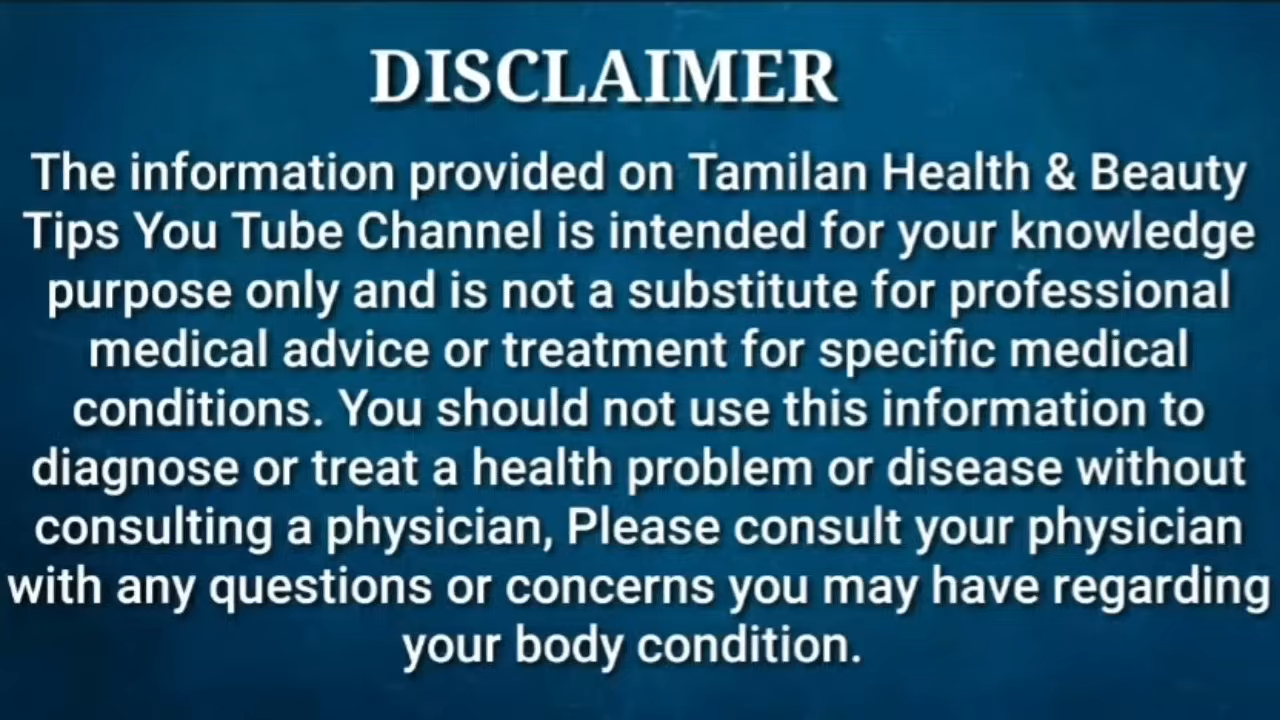 DISCLAIMER
The information provided on Tamilan Health & Beauty
Tips You Tube Channel is intended for your knowledge
purpose only and is not a substitute for professional
medical advice or treatment for specific medical
conditions. You should not use this information to
diagnose or treat a health problem or disease without
consulting a physician, Please consult your physician
with any questions or concerns you may have regarding
your body condition.